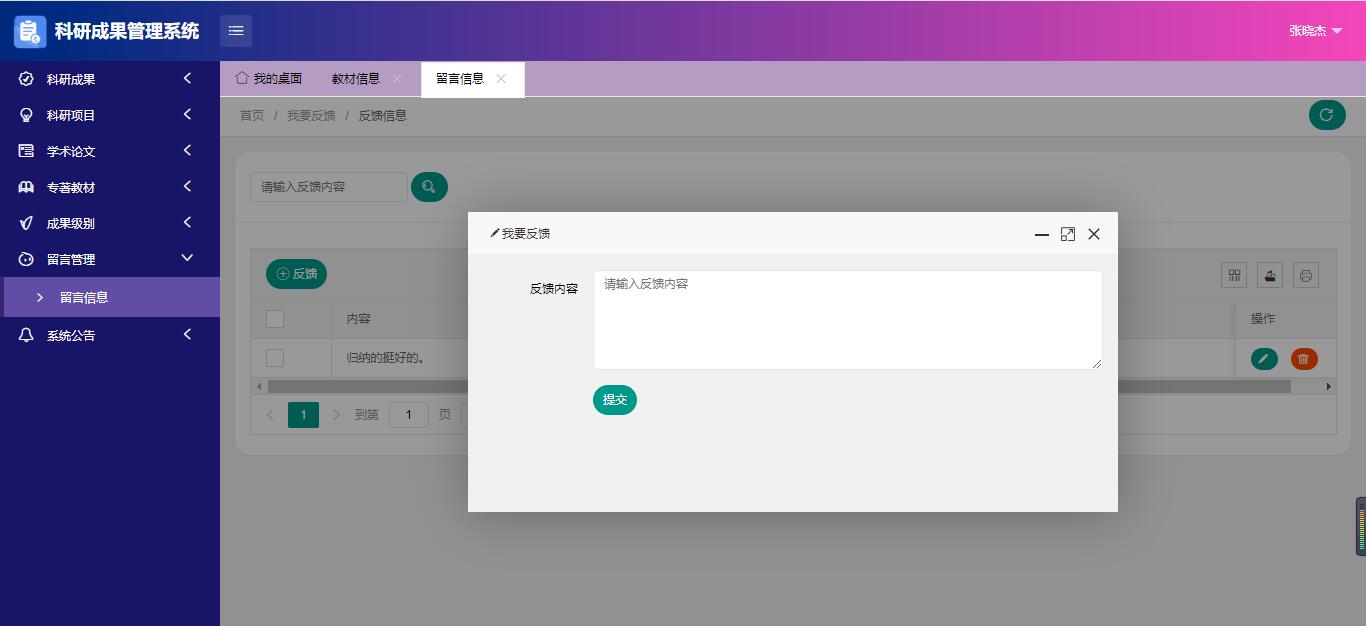 科研成果管理系统
张晓杰
科研成果
科研项目
学术论文
专著教材
成果级别
留言管理
留言信息
系统公告
我的桌面 教材信息 留言信息
首页 / 我要反馈 / 反馈信息
请输入反馈内容
反馈
内容 操作
归纳的挺好的。
1 到第 1 页
我要反馈
反馈内容 请输入反馈内容
提交